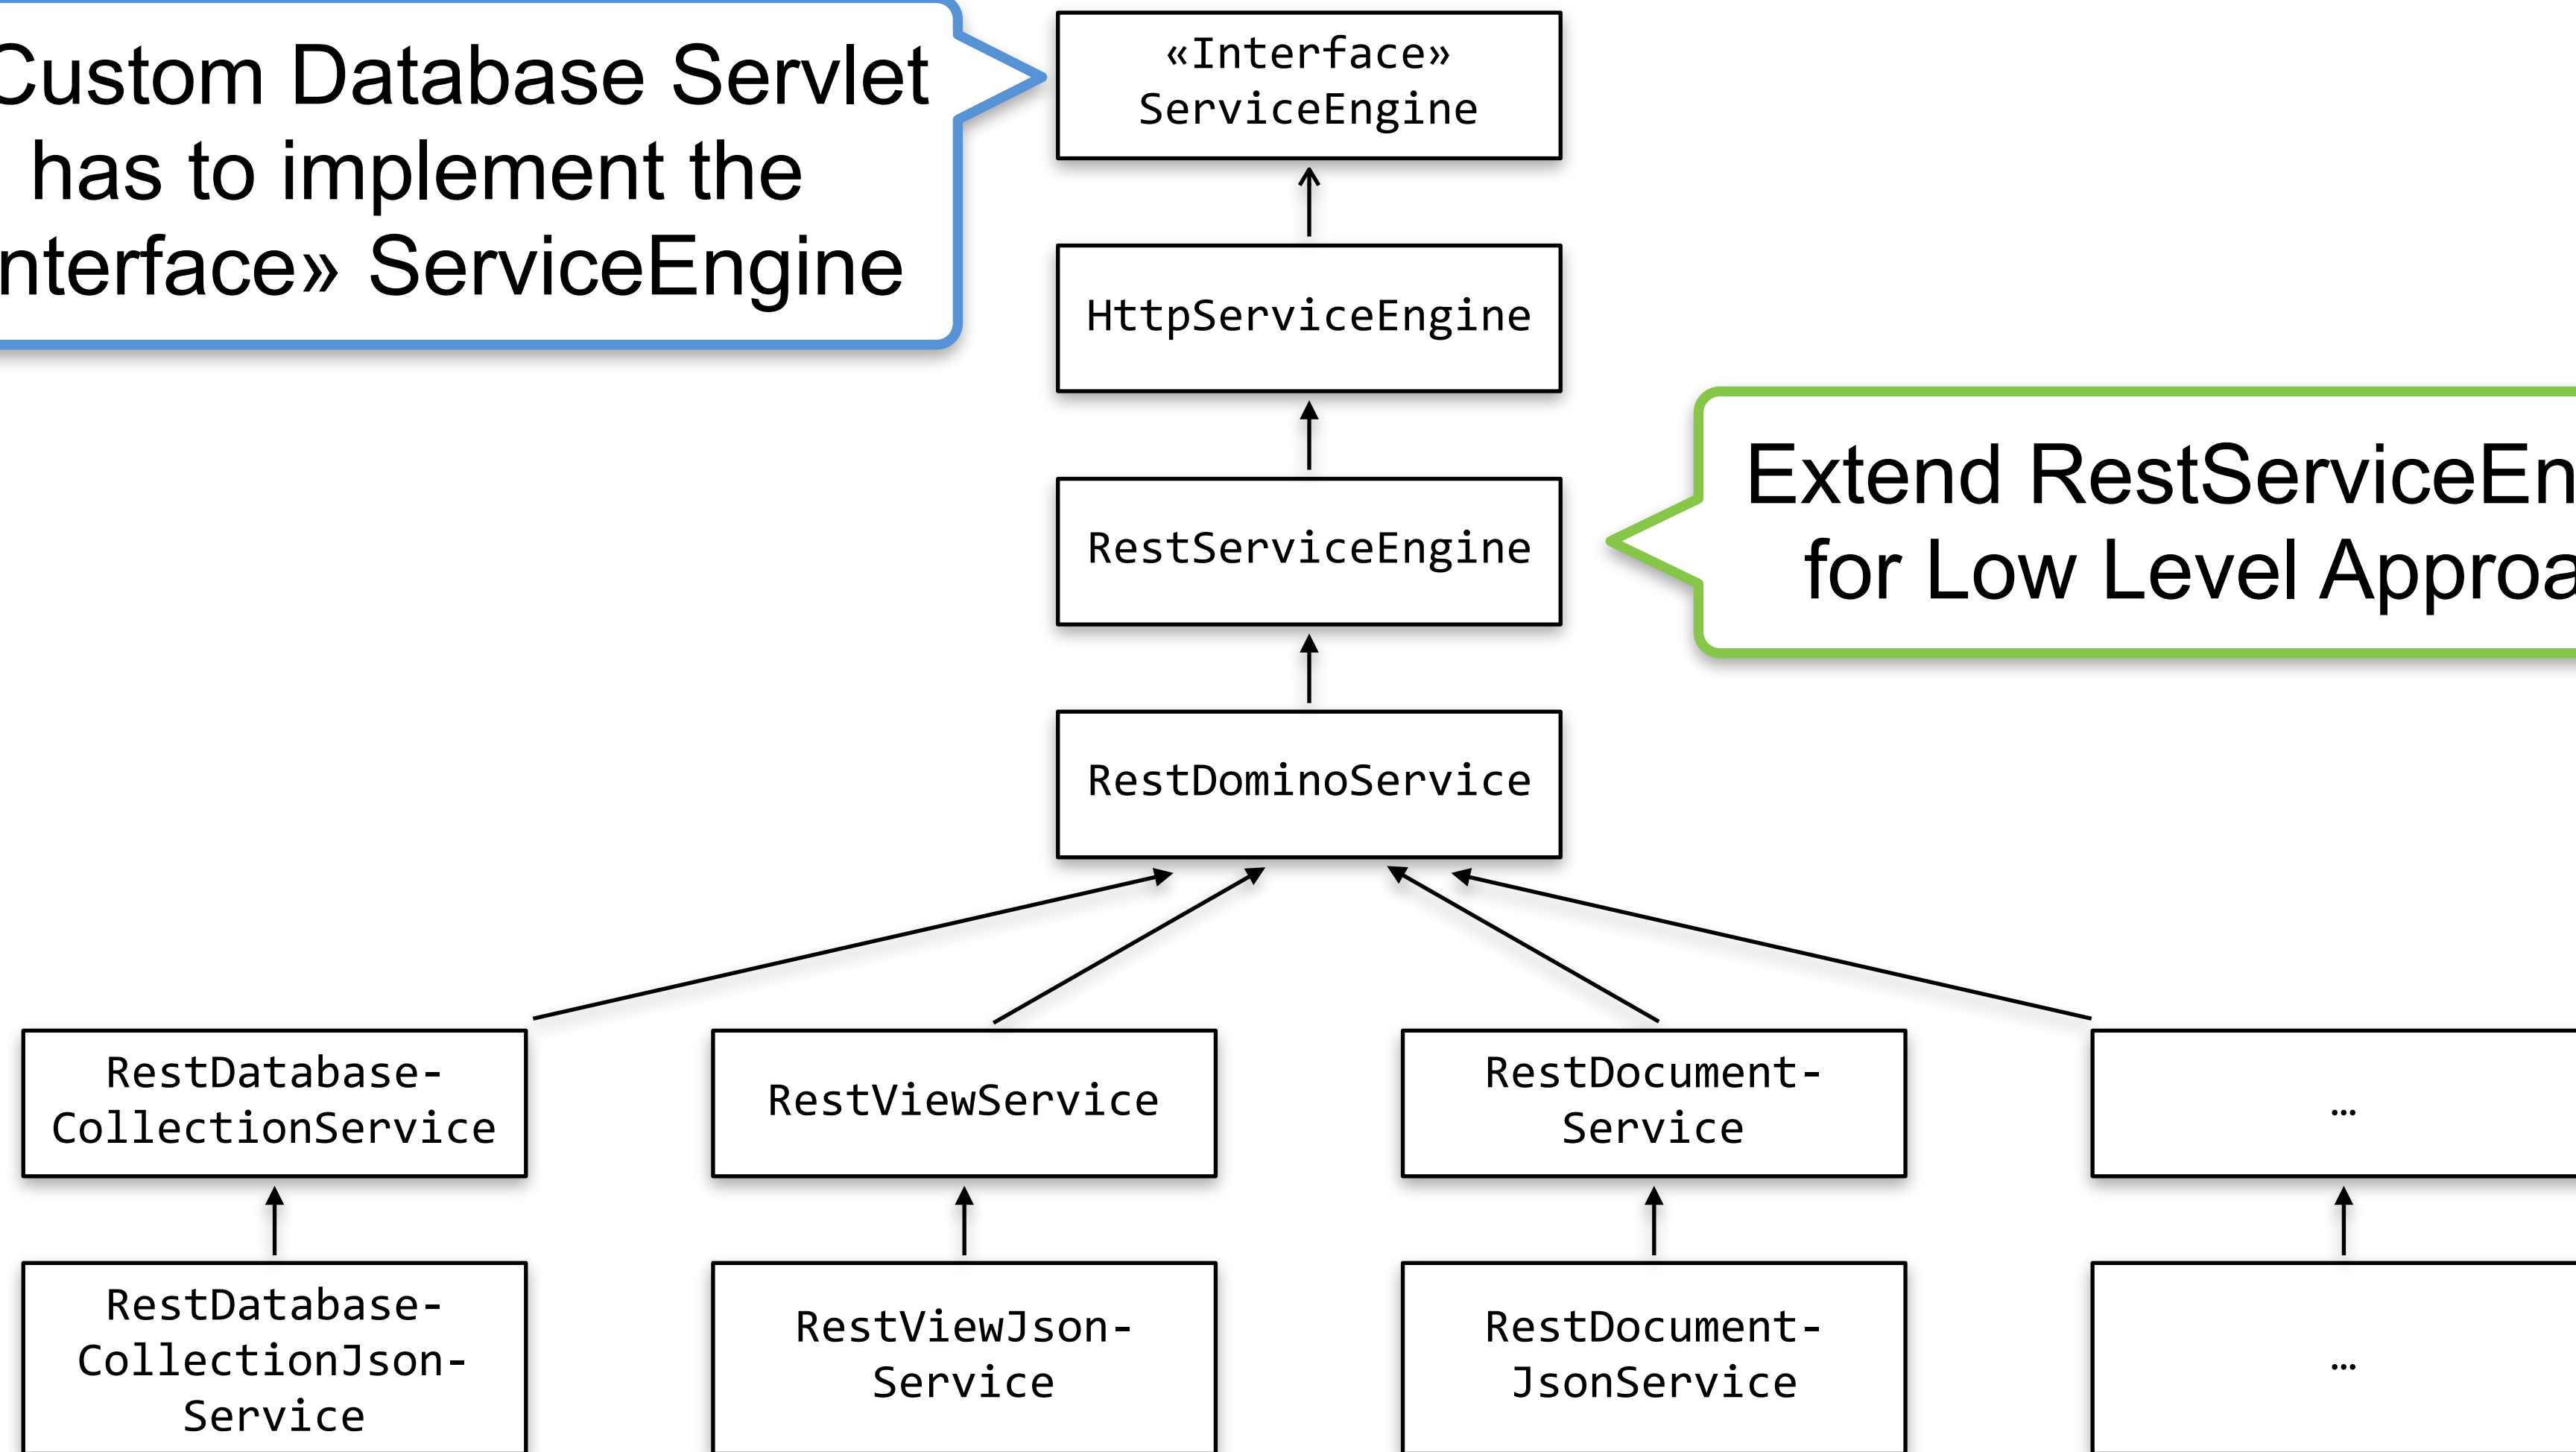 Custom Database Servlet
has to implement the
nterface» ServiceEngine
«Interface»
ServiceEngine
HttpServiceEngine
Extend RestServiceEn
for Low Level Approa
RestServiceEngine
RestDominoService
RestDatabase-
CollectionService
RestViewService
RestDocument-
Service
…
RestDatabase-
CollectionJson-
Service
RestViewJson-
Service
RestDocument-
JsonService
…